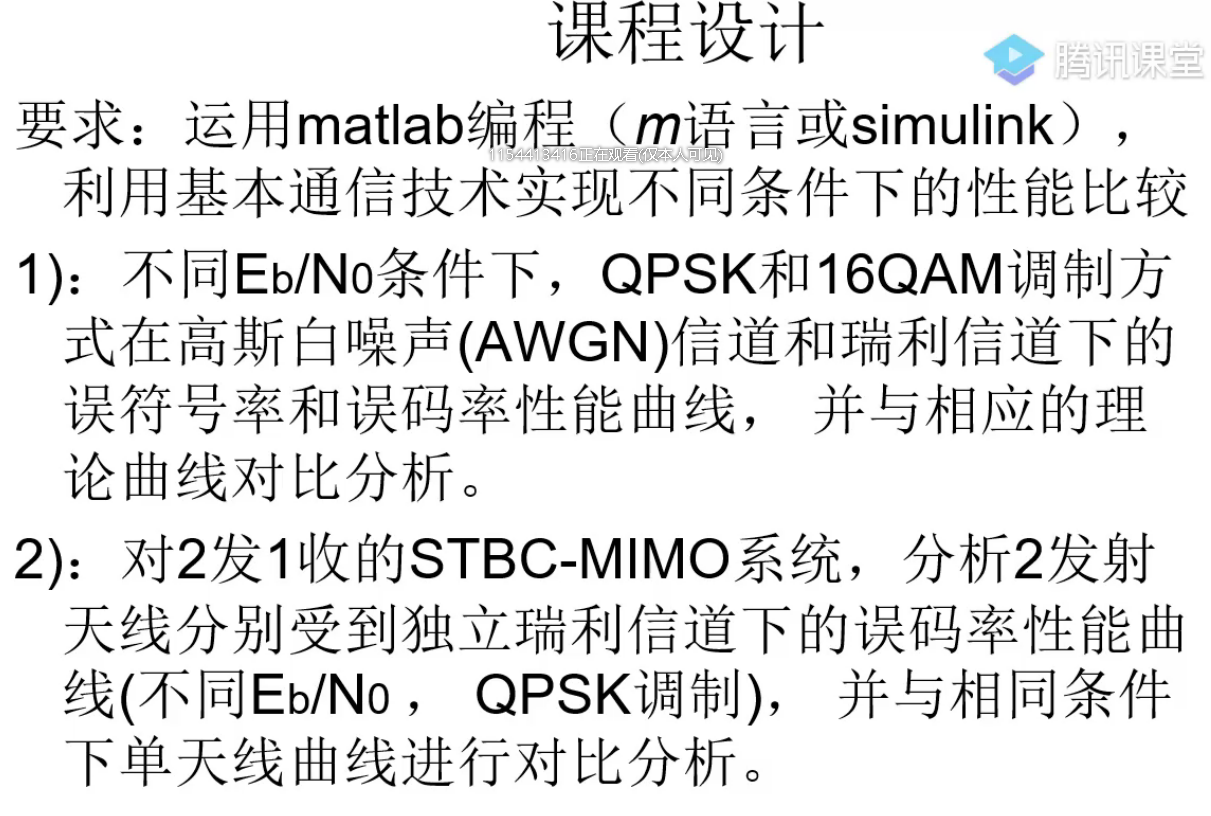 课程设计
腾讯课堂
要求：运用matlab编程（m语言或simulink），
1154413416正在观看(仅本人可见)
利用基本通信技术实现不同条件下的性能比较
1)：不同Eb/N0条件下，QPSK和16QAM调制方
式在高斯白噪声(AWGN)信道和瑞利信道下的
误符号率和误码率性能曲线， 并与相应的理
论曲线对比分析。
2)：对2发1收的STBC-MIMO系统，分析2发射
天线分别受到独立瑞利信道下的误码率性能曲
线(不同Eb/N0 ， QPSK调制)， 并与相同条件
下单天线曲线进行对比分析。